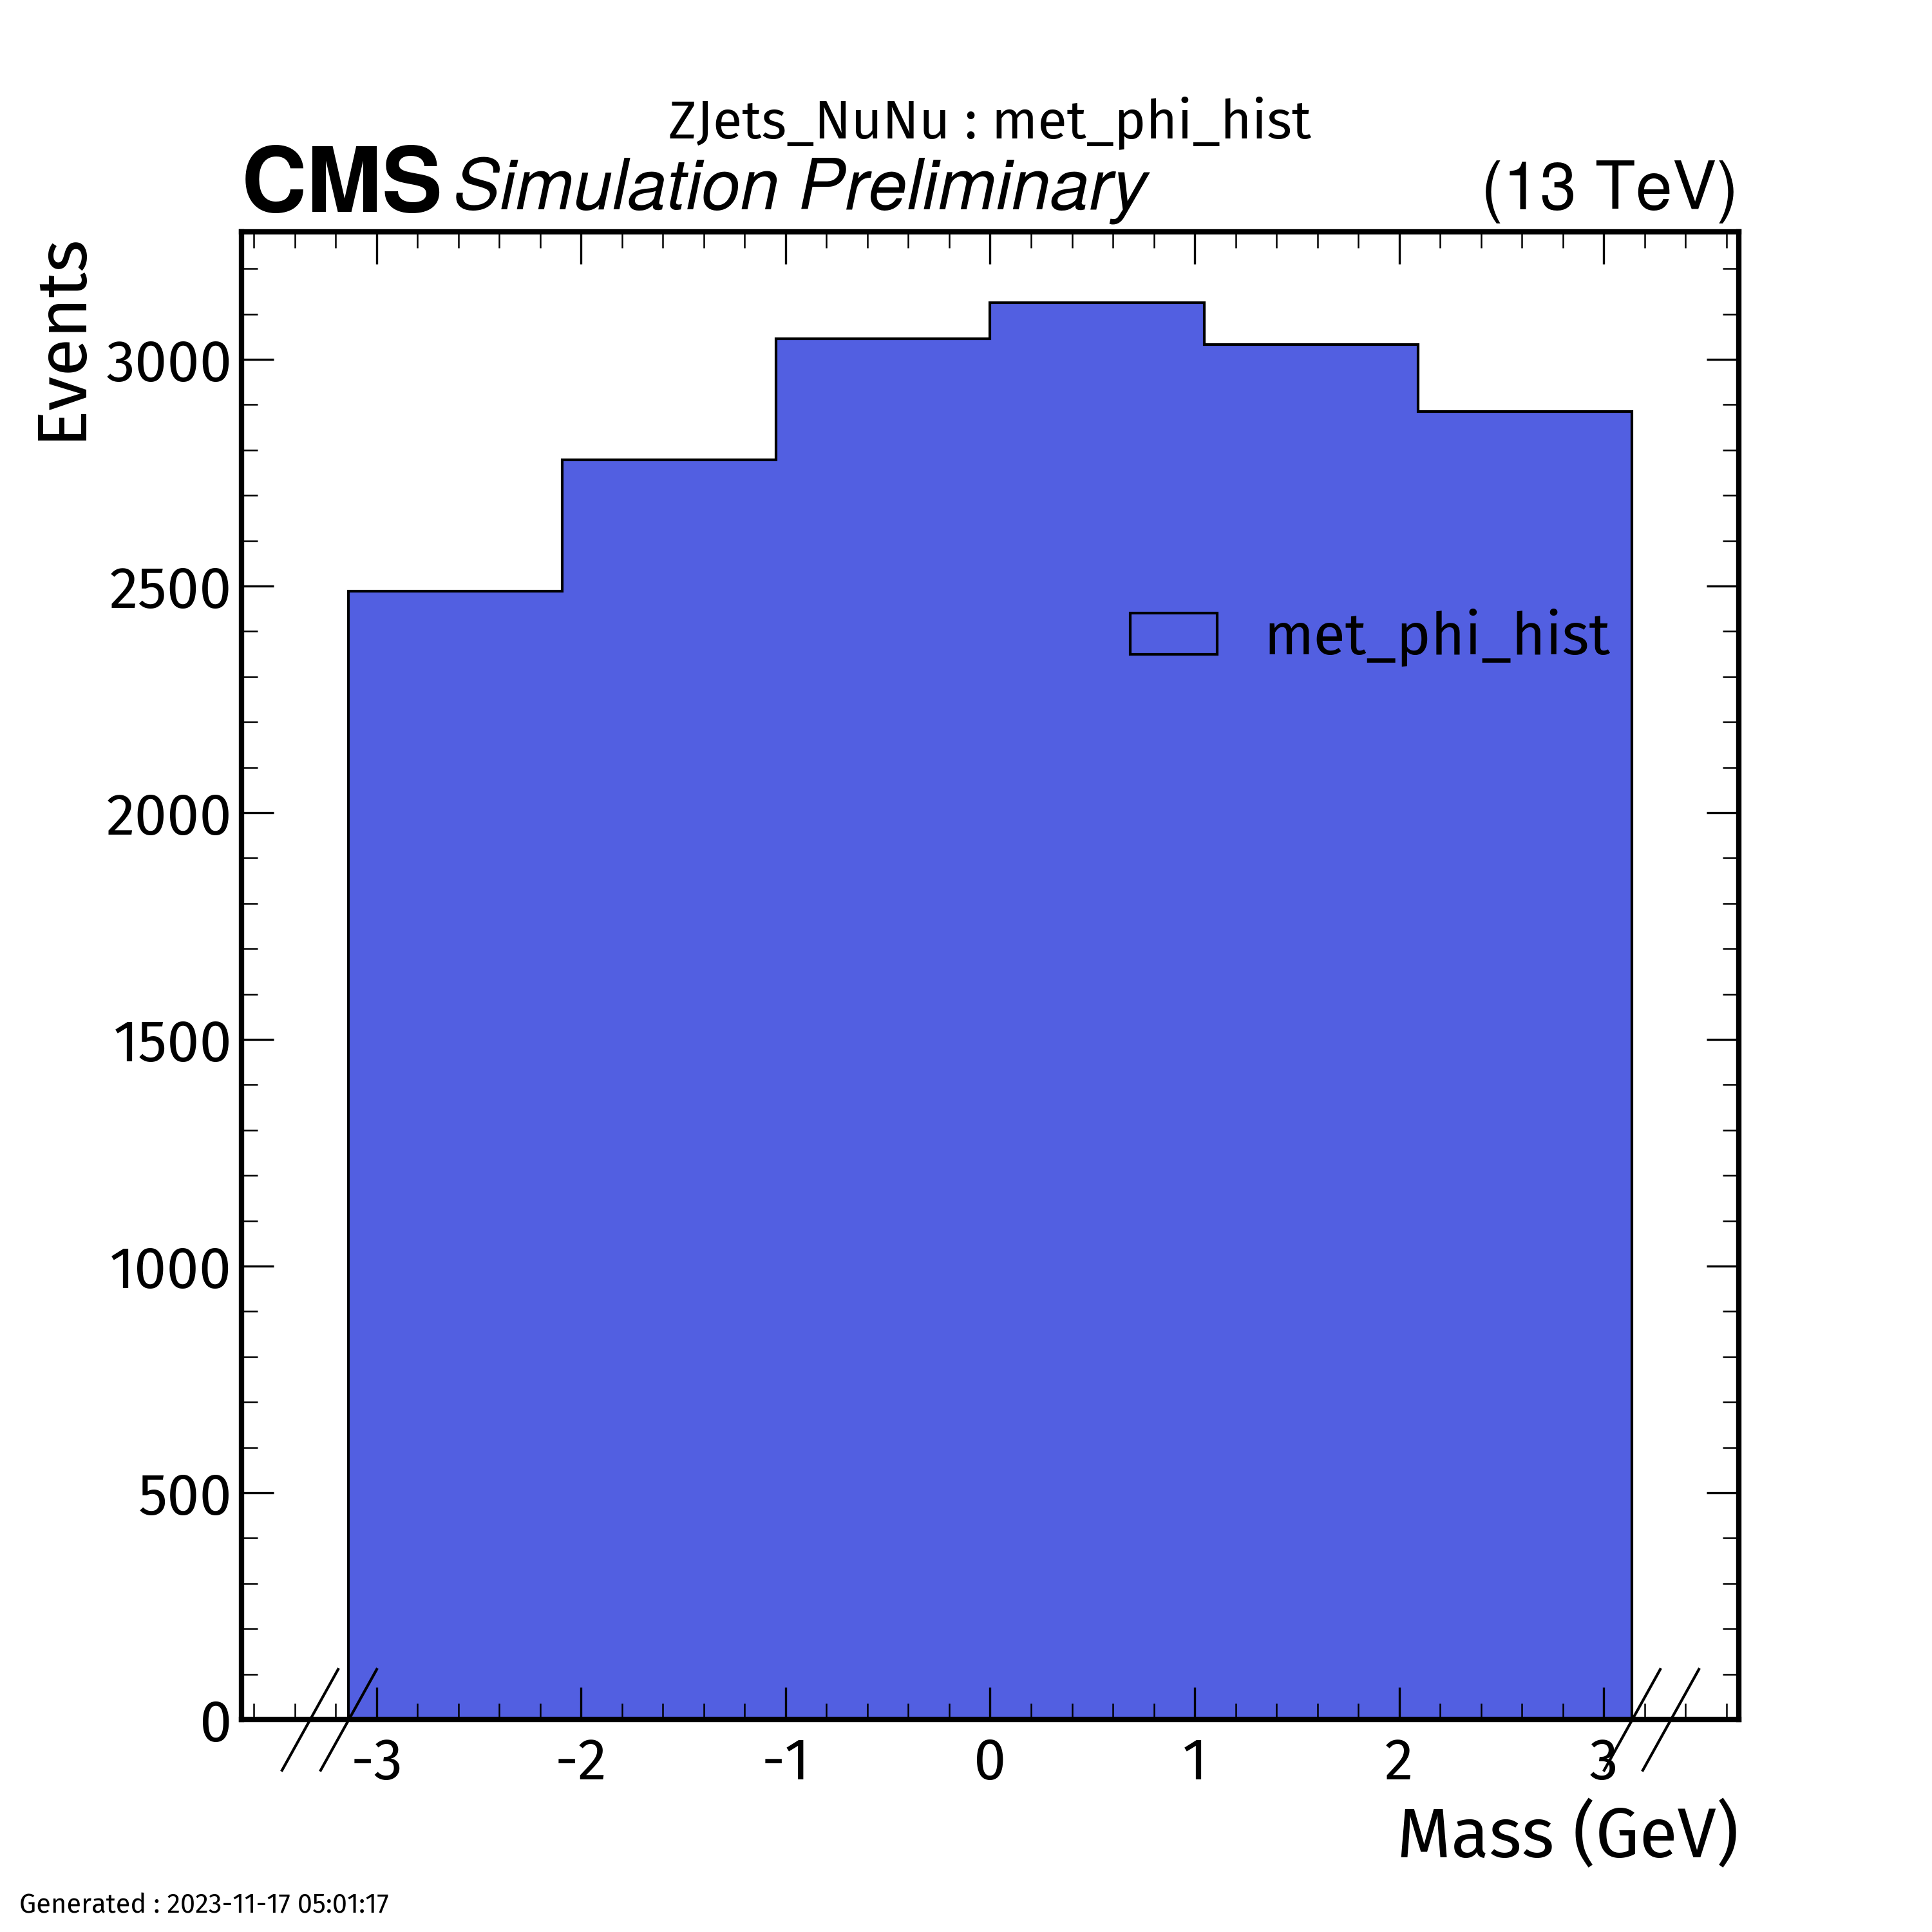 ZJets_NuNu : met_phi_hist
CMS Simulation Preliminary (13 TeV)
Events
3000
2500
2000
1500
1000
500
0
met_phi_hist
-3 -2 -1 0 1 2 3
Mass (GeV)
Generated : 2023-11-17 05:01:17